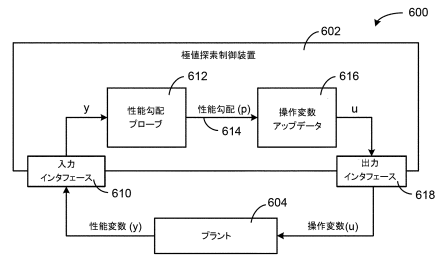 600
602
極値探索制御装置
612
616
y
性能勾配
プローブ
性能勾配 (p)
614
操作変数
アップデータ
u
入力
インタフェース
610
出力
インタフェース
618
604
性能変数 (y)
プラント
操作変数(u)